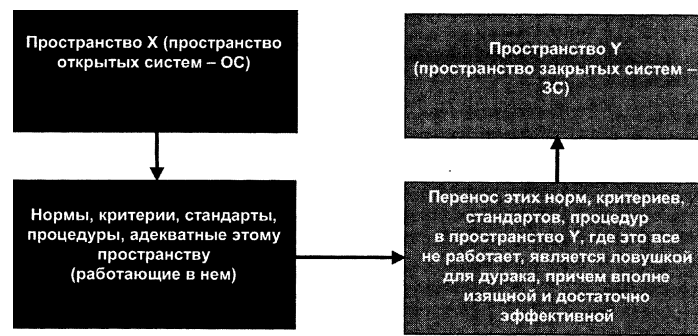 Пространство X (пространство
открытых систем – ОС)
Нормы, критерии, стандарты,
процедуры, адекватные этому
пространству
(работающие в нем)
Пространство Y
(пространство закрытых систем –
ЗС)
Перенос этих норм, критериев,
стандартов, процедур
в пространство Y, где это все
не работает, является ловушкой
для дурака, причем вполне
изящной и достаточно
эффективной